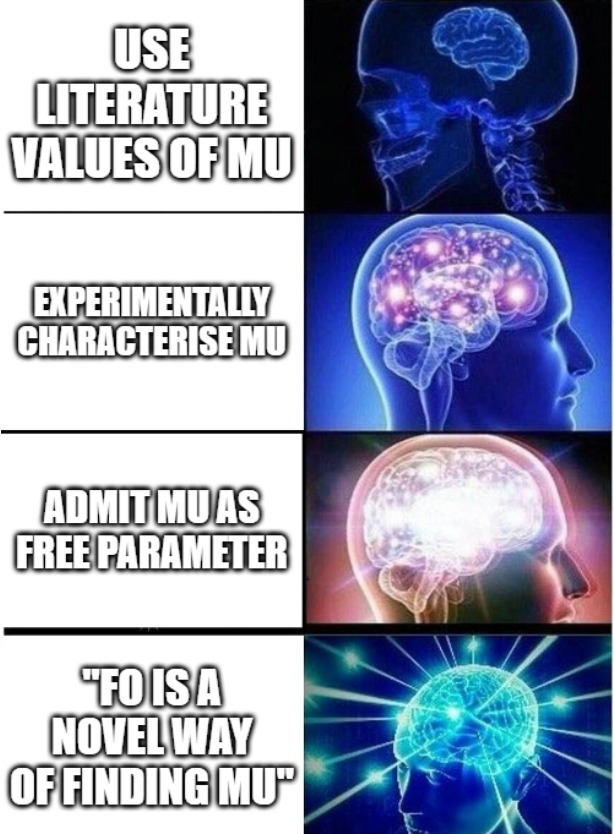 USE
LITERATURE
VALUES OF MU
EXPERIMENTALLY
CHARACTERISE MU
ADMIT MU AS
FREE PARAMETER
"FO IS A
NOVEL WAY
OF FINDING MU"